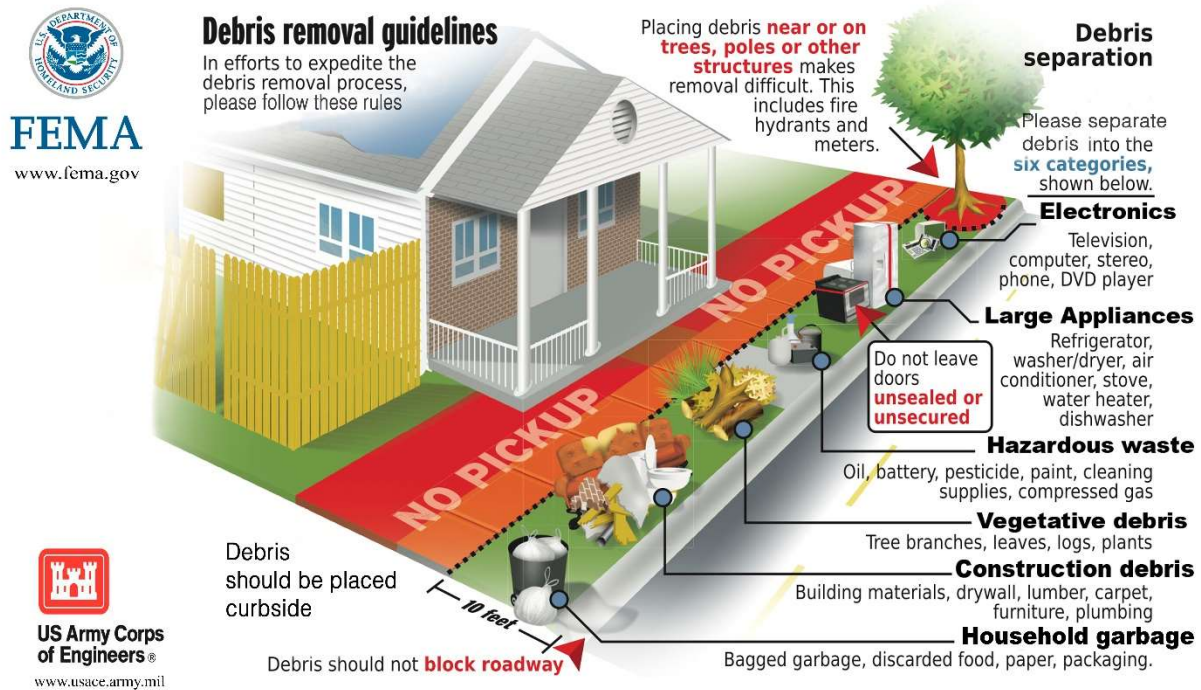 U.S. DEPARTMENT OF
HOMELAND SECURITY
FEMA
www.fema.gov
Debris removal guidelines
In efforts to expedite the
debris removal process,
please follow these rules
Placing debris near or on
trees, poles or other
structures makes
removal difficult. This
includes fire
hydrants and
meters.
Debris
separation
Please separate
debris into the
six categories,
shown below.
Electronics
Television,
computer, stereo,
phone, DVD player
Large Appliances
Refrigerator,
washer/dryer, air
conditioner, stove,
water heater,
dishwasher
Do not leave
doors
unsealed or
unsecured
Hazardous waste
Oil, battery, pesticide, paint, cleaning
supplies, compressed gas
Vegetative debris
Tree branches, leaves, logs, plants
Construction debris
Building materials, drywall, lumber, carpet,
furniture, plumbing
Household garbage
Bagged garbage, discarded food, paper, packaging.
NO PICKUP
NO PICKUP
Debris
should be placed
curbside
10 feet
Debris should not block roadway
US Army Corps
of Engineers ®
www.usace.army.mil